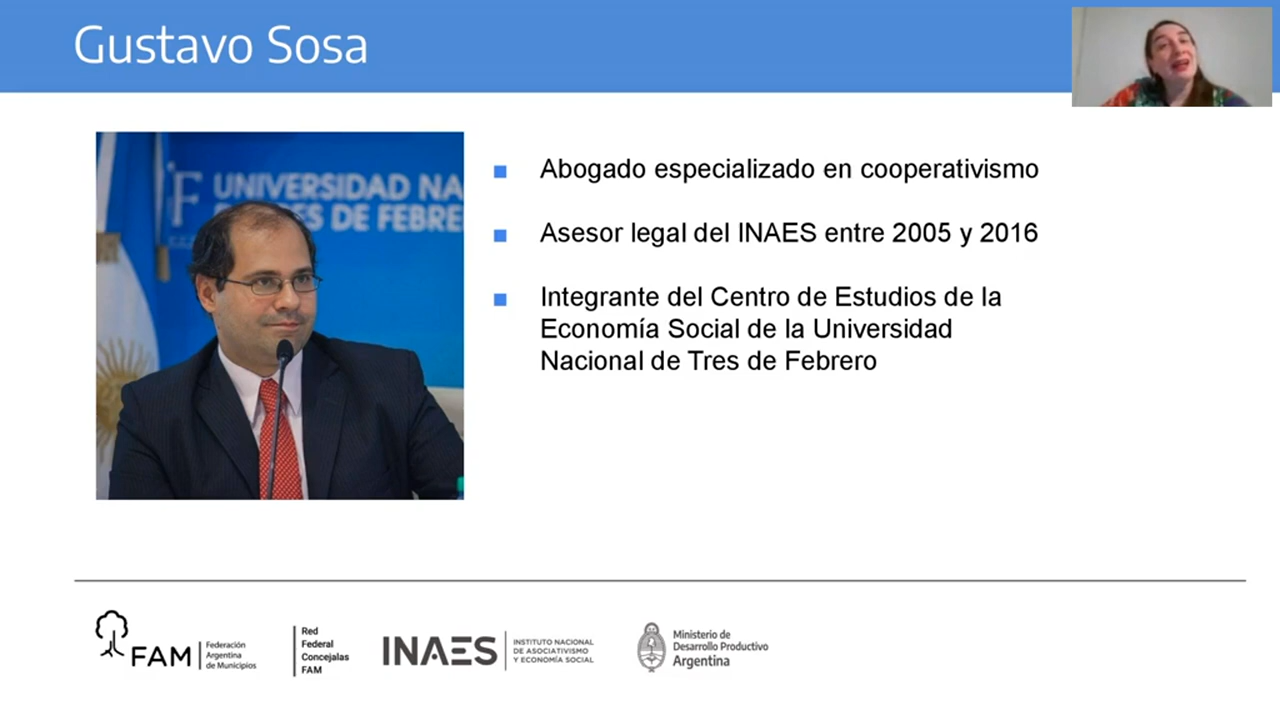 Gustavo Sosa
UNIVERSIDAD NA
ES DE FEBRE
Abogado especializado en cooperativismo
Asesor legal del INAES entre 2005 y 2016
Integrante del Centro de Estudios de la
Economía Social de la Universidad
Nacional de Tres de Febrero
FAM
Federación
Argentina
de Municipios
Red
Federal
Concejalas
FAM
INAES
INSTITUTO NACIONAL
DE ASOCIATIVISMO
Y ECONOMÍA SOCIAL
Ministerio de
Desarrollo Productivo
Argentina